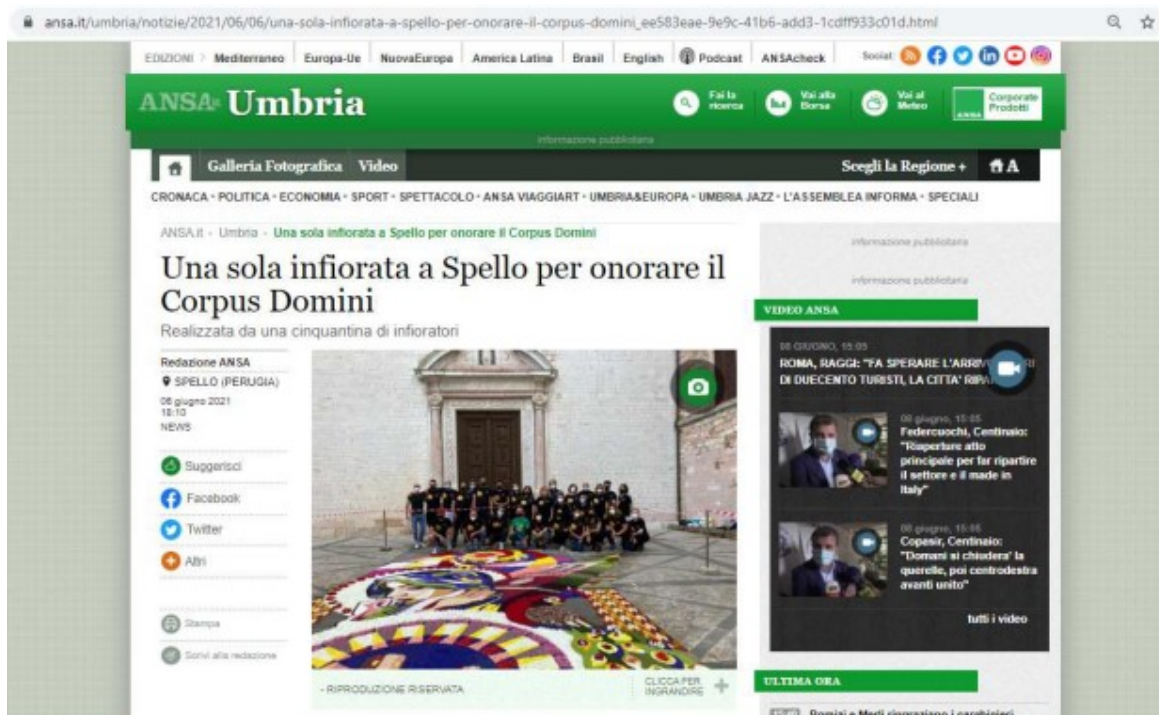 ansa.it/umbria/notizie/2021/06/06/una-sola-infiorata-a-spello-per-onorare-il-corpus-domini_ee583eae-9e9c-41b6-add3-1cdff933c01d.html
EDIZIONI > Mediterraneo Europa-Ue NuovaEuropa America Latina Brasil English Podcast ANSAcheck Social:
ANSA Umbria
Fai la ricerca
Vai alla Borsa
Vai al Meteo
ANSA Corporate Prodotti
informazione pubblicitaria
Galleria Fotografica Video Scegli la Regione + A
CRONACA • POLITICA • ECONOMIA • SPORT • SPETTACOLO • ANSA VIAGGIART • UMBRIA&EUROPA • UMBRIA JAZZ • L'ASSEMBLEA INFORMA • SPECIALI
ANSA.it • Umbria • Una sola infiorata a Spello per onorare il Corpus Domini
Una sola infiorata a Spello per onorare il
Corpus Domini
Realizzata da una cinquantina di infioratori
Redazione ANSA
SPELLO (PERUGIA)
06 giugno 2021
18:10
NEWS
Suggerisci
Facebook
Twitter
Altri
Stampa
Scrivi alla redazione
- RIPRODUZIONE RISERVATA
CLICCA PER
INGRANDIRE
informazione pubblicitaria
informazione pubblicitaria
VIDEO ANSA
08 GIUGNO, 15:05
ROMA, RAGGI: "FA SPERARE L'ARRIV
DI DUECENTO TURISTI, LA CITTA' RIPA
08 giugno, 15:05
Federcuochi, Centinaio:
"Riaperture atto
principale per far ripartire
il settore e il made in
Italy"
08 giugno, 15:05
Copasir, Centinaio:
"Domani si chiudera' la
querelle, poi centrodestra
avanti unito"
tutti i video
ULTIMA ORA